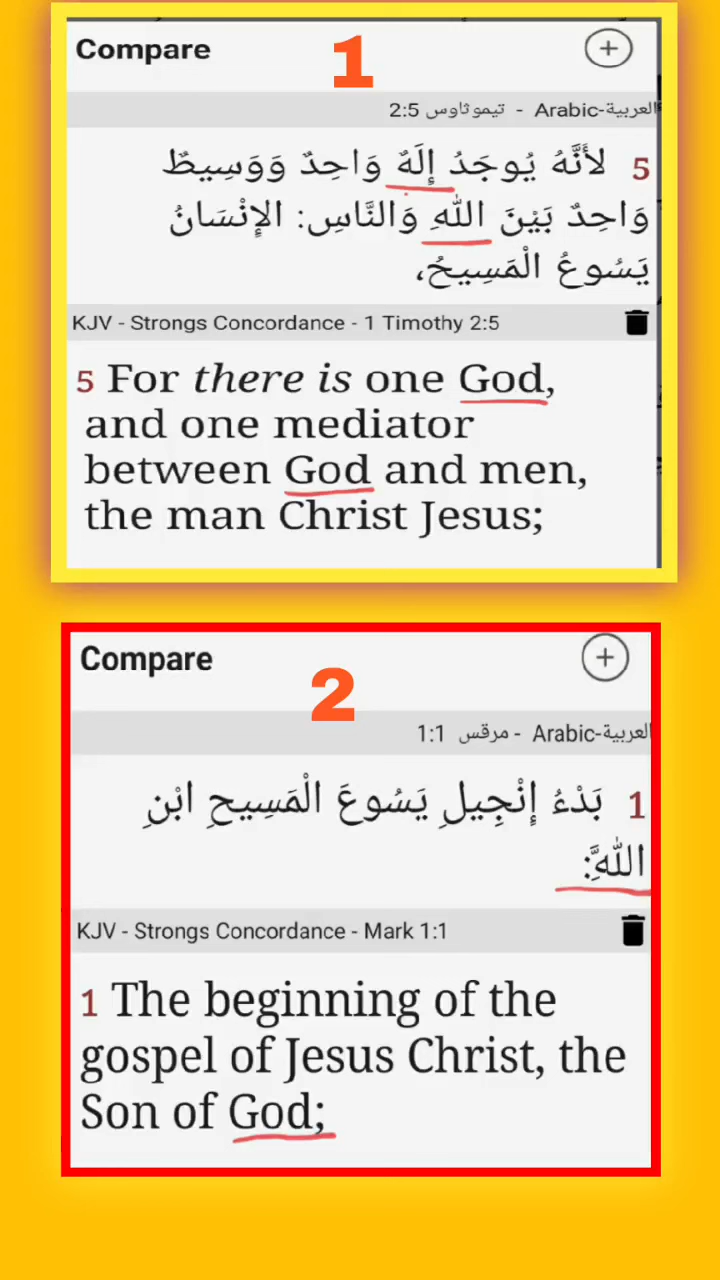 Compare
1
العربية-Arabic - تيموثاوس 2:5
5 لأَنَّهُ يُوجَدُ إِلَهٌ وَاحِدٌ وَوَسِيطٌ
وَاحِدٌ بَيْنَ اللهِ وَالنَّاسِ: الإِنْسَانُ
يَسُوعُ الْمَسِيحُ،
KJV - Strongs Concordance - 1 Timothy 2:5
5 For there is one God,
and one mediator
between God and men,
the man Christ Jesus;
Compare
2
العربية-Arabic - مرقس 1:1
1 بَدْءُ إِنْجِيلِ يَسُوعَ الْمَسِيحِ ابْنِ
اللهَِّ:
KJV - Strongs Concordance - Mark 1:1
1 The beginning of the
gospel of Jesus Christ, the
Son of God;